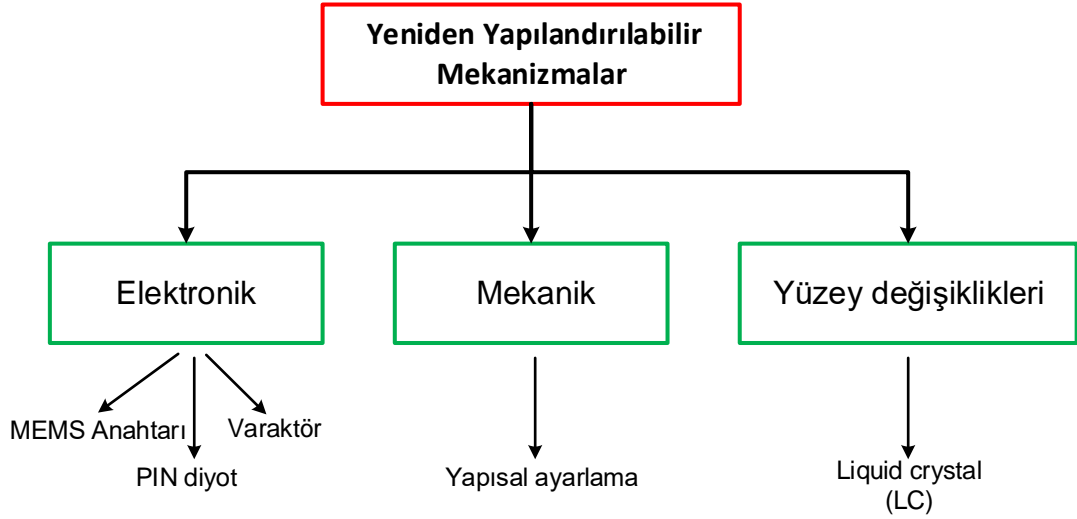 Yeniden Yapılandırılabilir
Mekanizmalar
Elektronik
Mekanik
Yüzey değişiklikleri
MEMS Anahtarı
Varaktör
PIN diyot
Yapısal ayarlama
Liquid crystal
(LC)